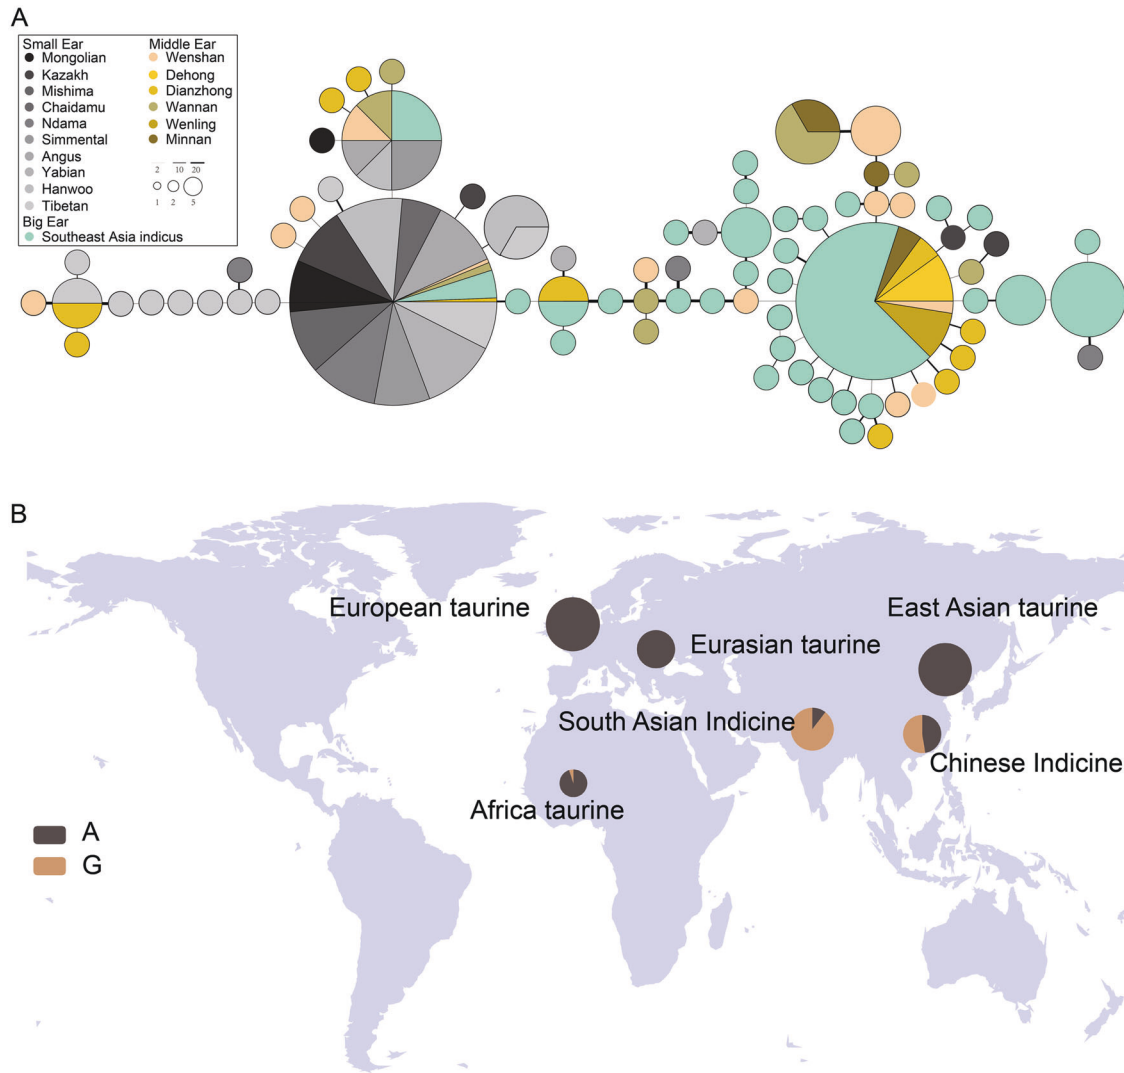 A
Small Ear
Mongolian
Kazakh
Mishima
Chaidamu
Ndama
Simmental
Angus
Yabian
Hanwoo
Tibetan
Big Ear
Southeast Asia indicus
Middle Ear
Wenshan
Dehong
Dianzhong
Wannan
Wenling
Minnan
2 10 20
1 2 5
B
European taurine
East Asian taurine
Eurasian taurine
South Asian Indicine
Chinese Indicine
Africa taurine
A
G